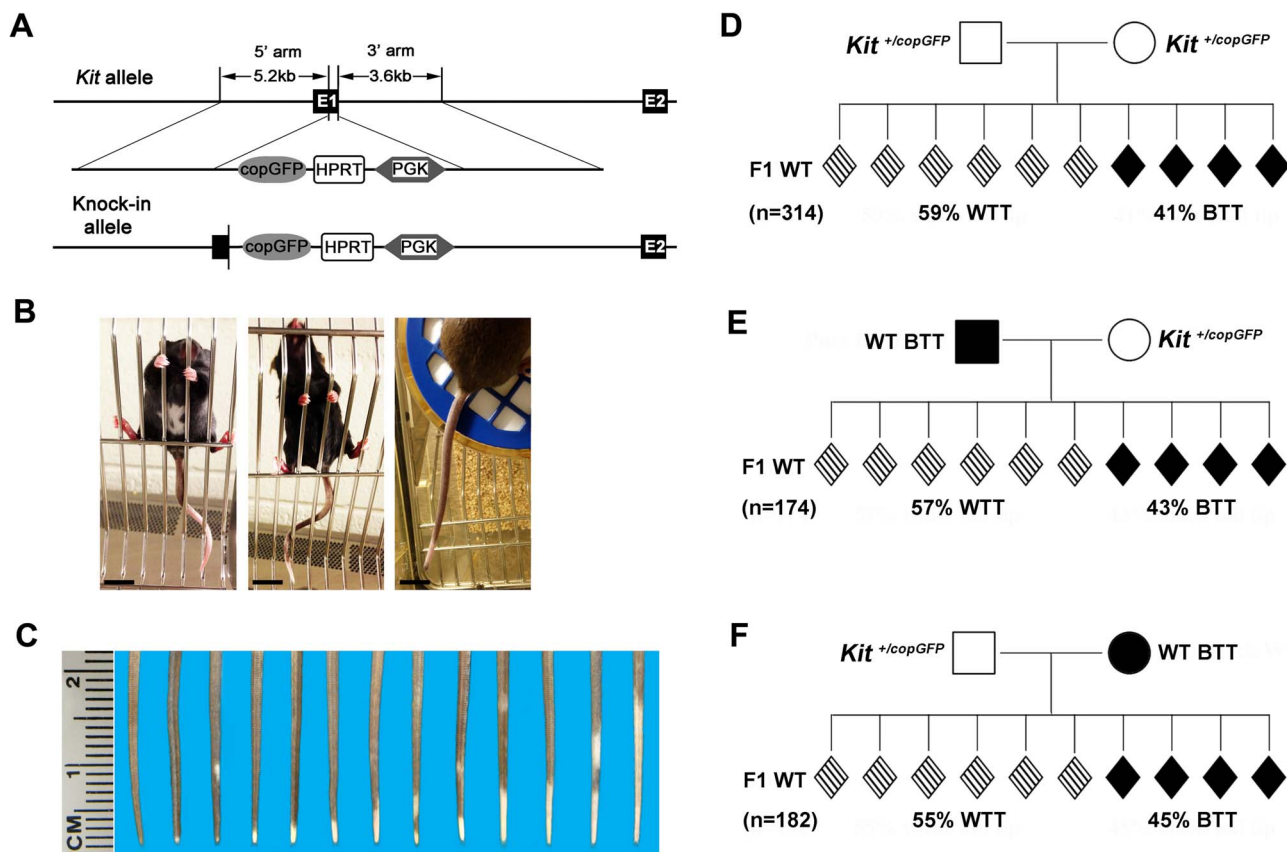 A
5' arm
3' arm
Kit allele
5.2kb
3.6kb
E1
E2
copGFP
HPRT
PGK
Knock-in
allele
copGFP
HPRT
PGK
E2
B
C
2
1
CM
D
Kit +/copGFP
Kit +/copGFP
F1 WT
(n=314)
59% WTT
41% BTT
E
WT BTT
Kit +/copGFP
F1 WT
(n=174)
57% WTT
43% BTT
F
Kit +/copGFP
WT BTT
F1 WT
(n=182)
55% WTT
45% BTT